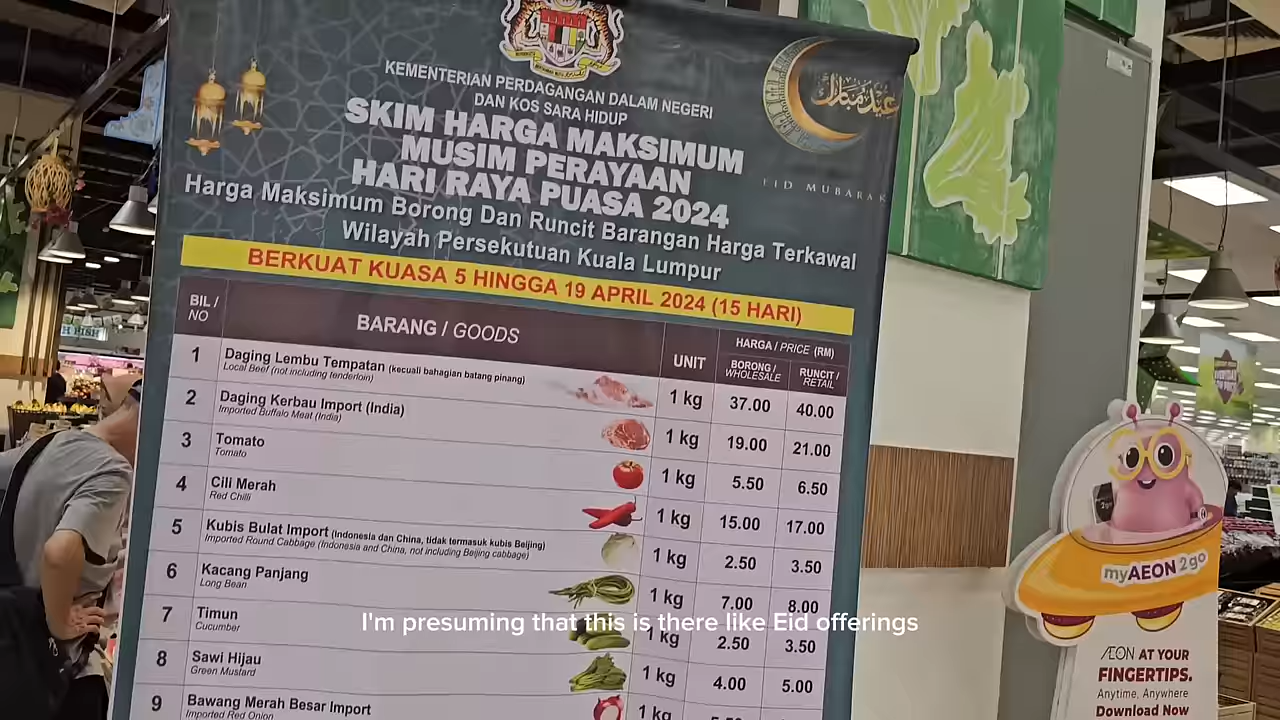 KEMENTERIAN PERDAGANGAN DALAM NEGERI
DAN KOS SARA HIDUP
SKIM HARGA MAKSIMUM
MUSIM PERAYAAN
HARI RAYA PUASA 2024
عيد مبارك
EID MUBARAK
Harga Maksimum Borong Dan Runcit Barangan Harga Terkawal
Wilayah Persekutuan Kuala Lumpur
BERKUAT KUASA 5 HINGGA 19 APRIL 2024 (15 HARI)
BIL / NO BARANG / GOODS UNIT HARGA / PRICE (RM)
BORONG / WHOLESALE RUNCIT / RETAIL
1 Daging Lembu Tempatan (kecuali bahagian batang pinang) 1 kg 37.00 40.00
Local Beef (not including tenderloin)
2 Daging Kerbau Import (India) 1 kg 19.00 21.00
Imported Buffalo Meat (India)
3 Tomato 1 kg 5.50 6.50
Tomato
4 Cili Merah 1 kg 15.00 17.00
Red Chilli
5 Kubis Bulat Import (Indonesia dan China, tidak termasuk kubis Beijing) 1 kg 2.50 3.50
Imported Round Cabbage (Indonesia and China, not including Beijing cabbage)
6 Kacang Panjang 1 kg 7.00 8.00
Long Bean
7 Timun 1 kg 2.50 3.50
Cucumber
8 Sawi Hijau 1 kg 4.00 5.00
Green Mustard
9 Bawang Merah Besar Import 1 kg
Imported Red Onion
I'm presuming that this is there like Eid offerings
myAEON2go
ÆON AT YOUR
FINGERTIPS.
Anytime, Anywhere
Download Now